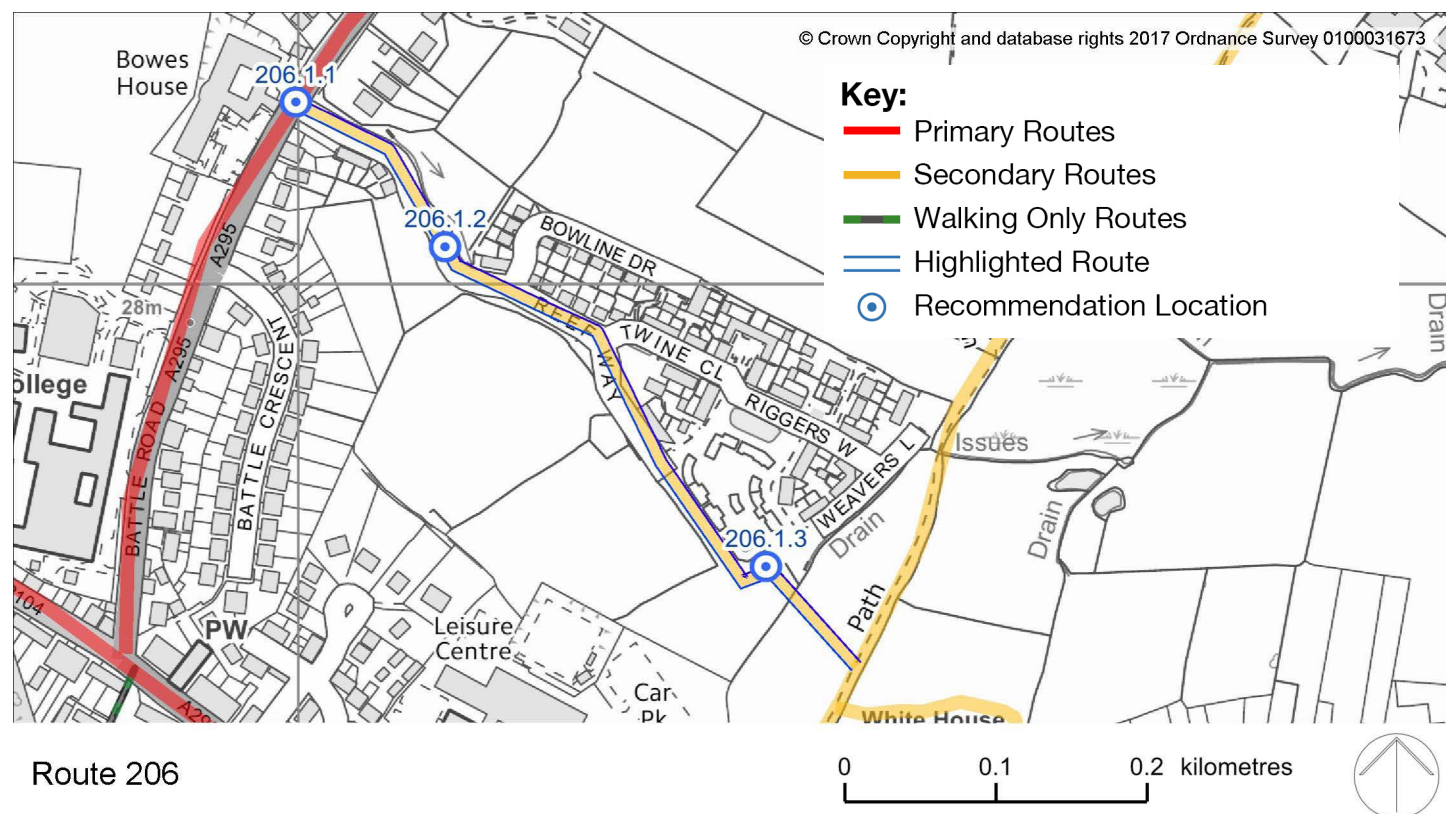 © Crown Copyright and database rights 2017 Ordnance Survey 0100031673
Bowes
House
206.1.1
Key:
Primary Routes
Secondary Routes
Walking Only Routes
Highlighted Route
Recommendation Location
206.1.2
BOWLINE DR
A295
28m
REEF WAY
TWINE CL
RIGGERS W
WEAVERS L
Drain
Issues
ollege
A295
BATTLE ROAD
BATTLE CRESCENT
Drain
Drain
206.1.3
Path
2104
PW
Leisure
Centre
Car
Pk
A29
White House
Route 206
0 0.1 0.2 kilometres